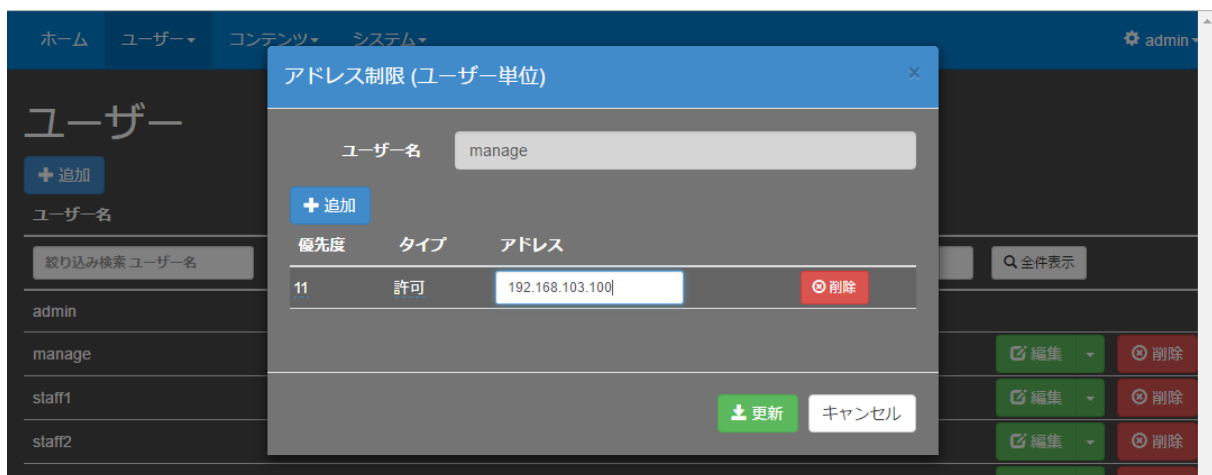 ホーム ユーザー コンテンツ システム admin
アドレス制限 (ユーザー単位) ×
ユーザー
ユーザー名 manage
追加
追加
ユーザー名
優先度 タイプ アドレス
絞り込み検索 ユーザー名 全件表示
11 許可 192.168.103.100 削除
admin
manage 編集 削除
staff1 編集 削除
更新 キャンセル
staff2 編集 削除